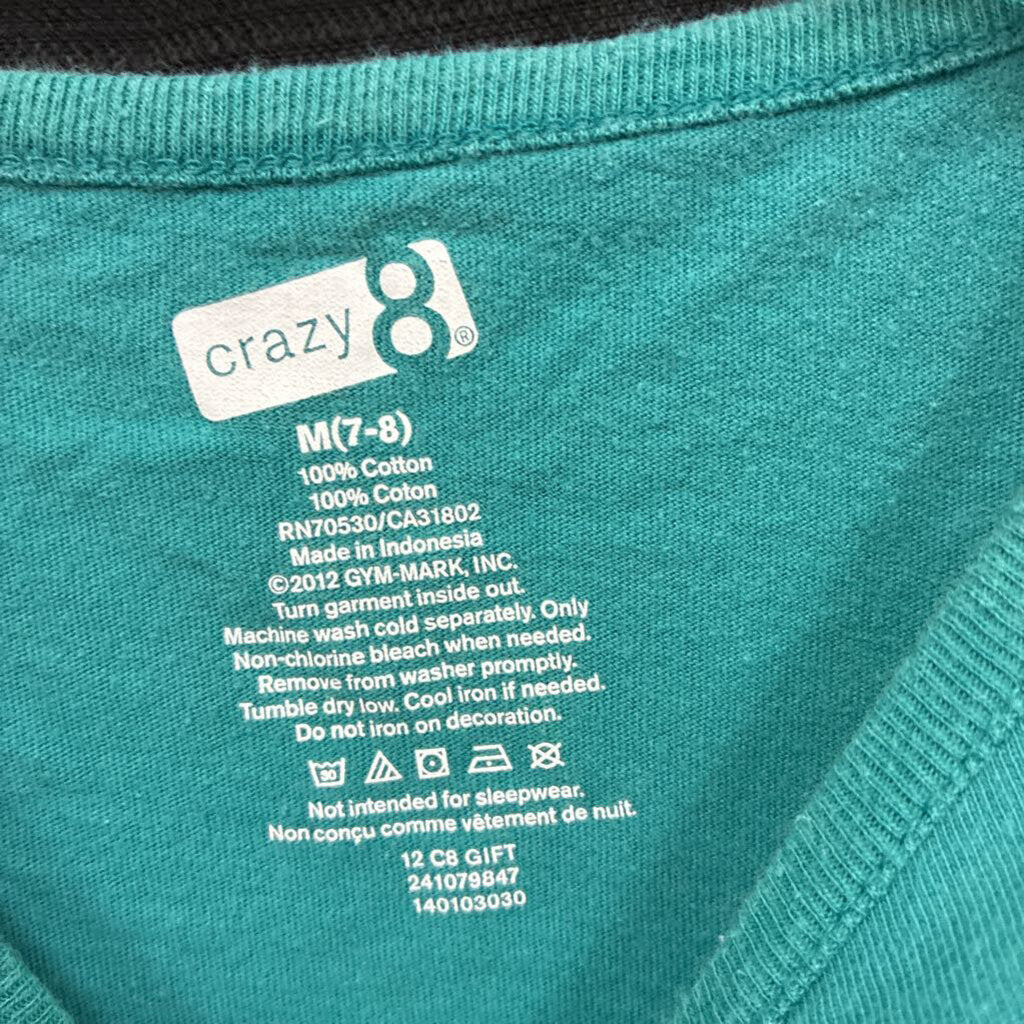 crazy 8®
M(7-8)
100% Cotton
100% Coton
RN70530/CA31802
Made in Indonesia
©2012 GYM-MARK, INC.
Turn garment inside out.
Machine wash cold separately. Only
Non-chlorine bleach when needed.
Remove from washer promptly.
Tumble dry low. Cool iron if needed.
Do not iron on decoration.
30
Not intended for sleepwear.
Non conçu comme vêtement de nuit.
12 C8 GIFT
241079847
140103030